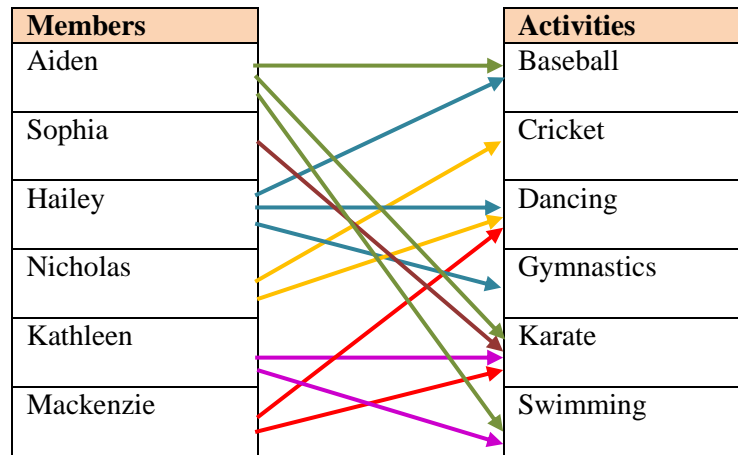 Members
Aiden
Sophia
Hailey
Nicholas
Kathleen
Mackenzie
Activities
Baseball
Cricket
Dancing
Gymnastics
Karate
Swimming